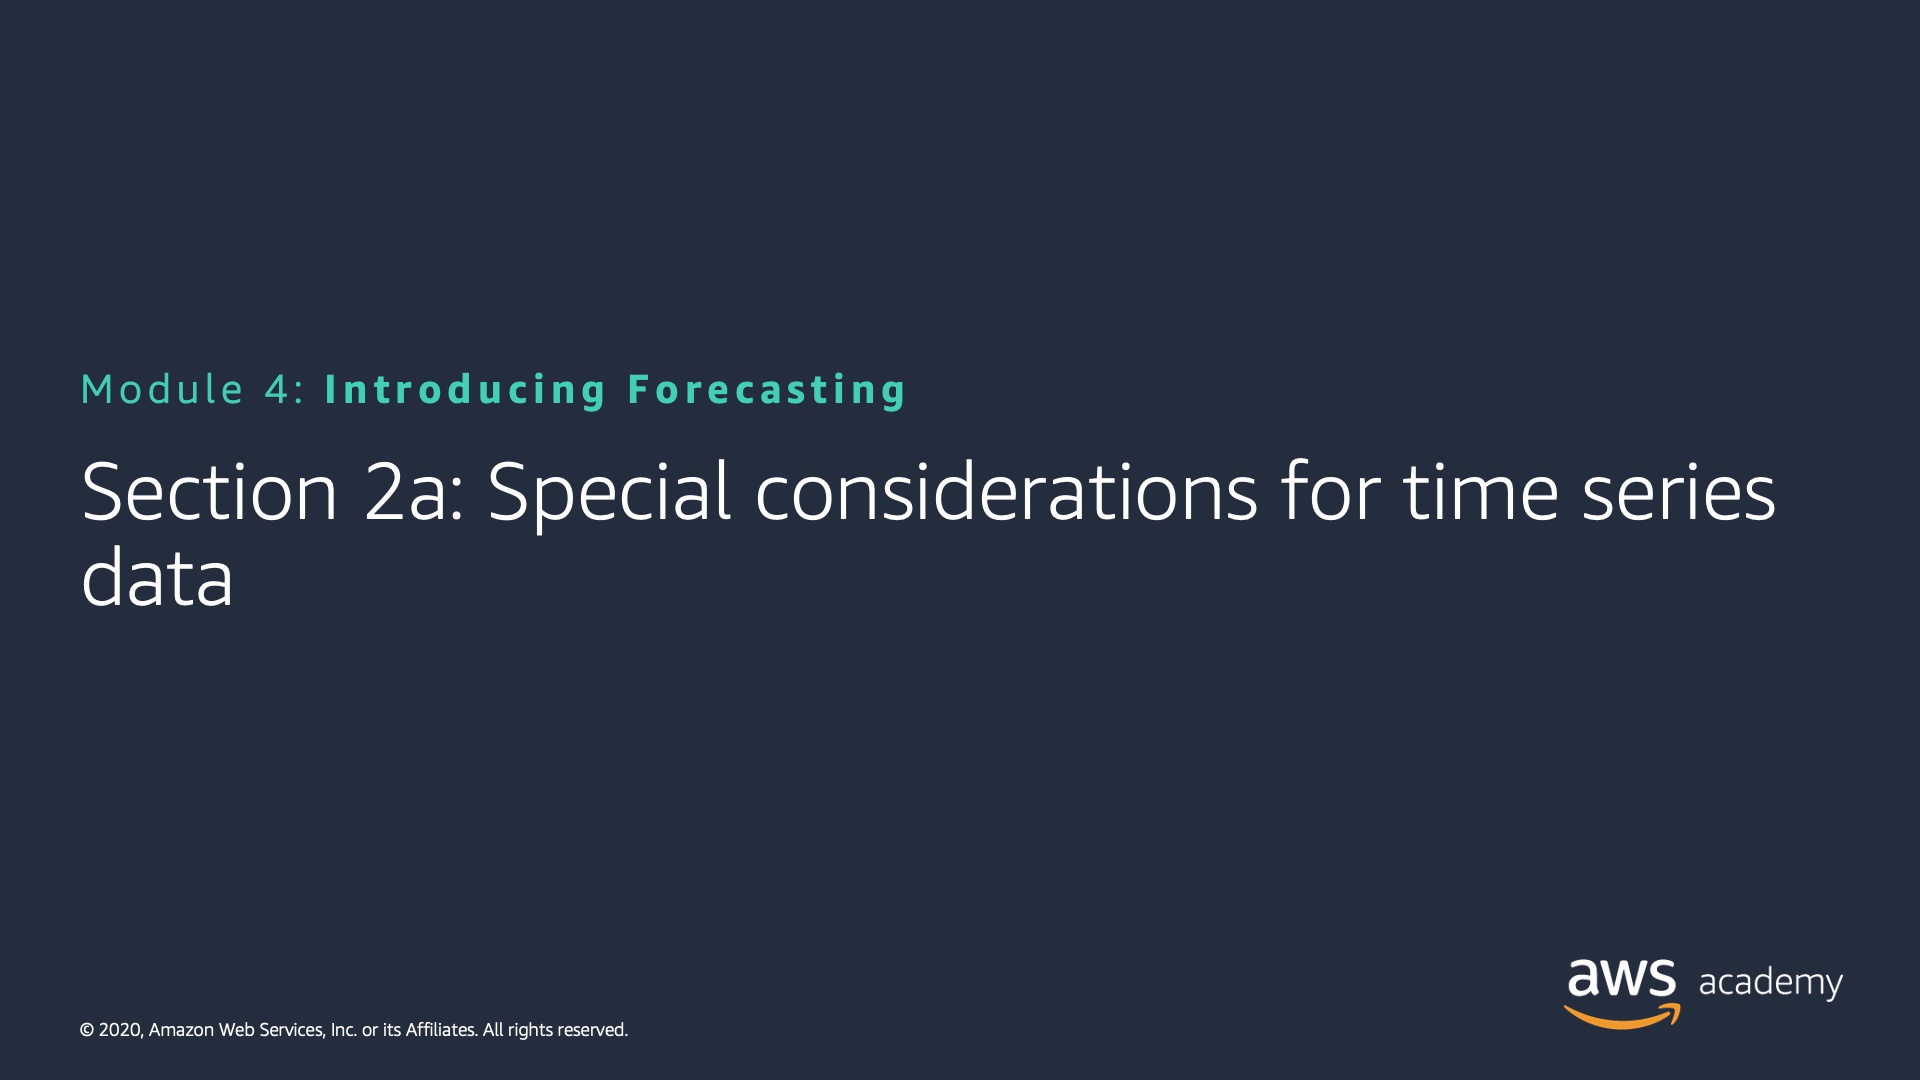 Module 4: Introducing Forecasting
Section 2a: Special considerations for time series
data
aws academy
© 2020, Amazon Web Services, Inc. or its Affiliates. All rights reserved.